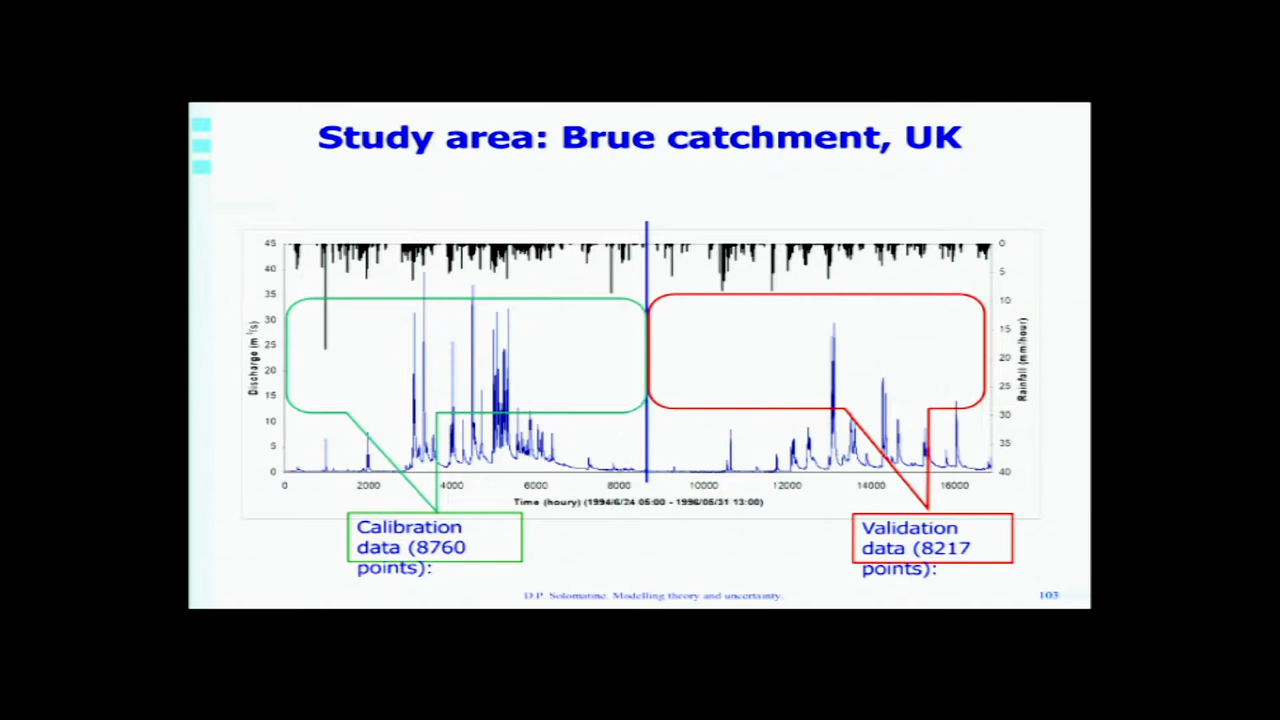 Study area: Brue catchment, UK
45
40
35
30
25
20
15
10
5
0
Discharge (m³/s)
0
5
10
15
20
25
30
35
40
Rainfall (mm/hour)
0 2000 4000 6000 8000 10000 12000 14000 16000
Time (houry) (1994/6/24 05:00 - 1996/05/31 13:00)
Calibration
data (8760
points):
Validation
data (8217
points):
D.P. Solomatine. Modelling theory and uncertainty.
103